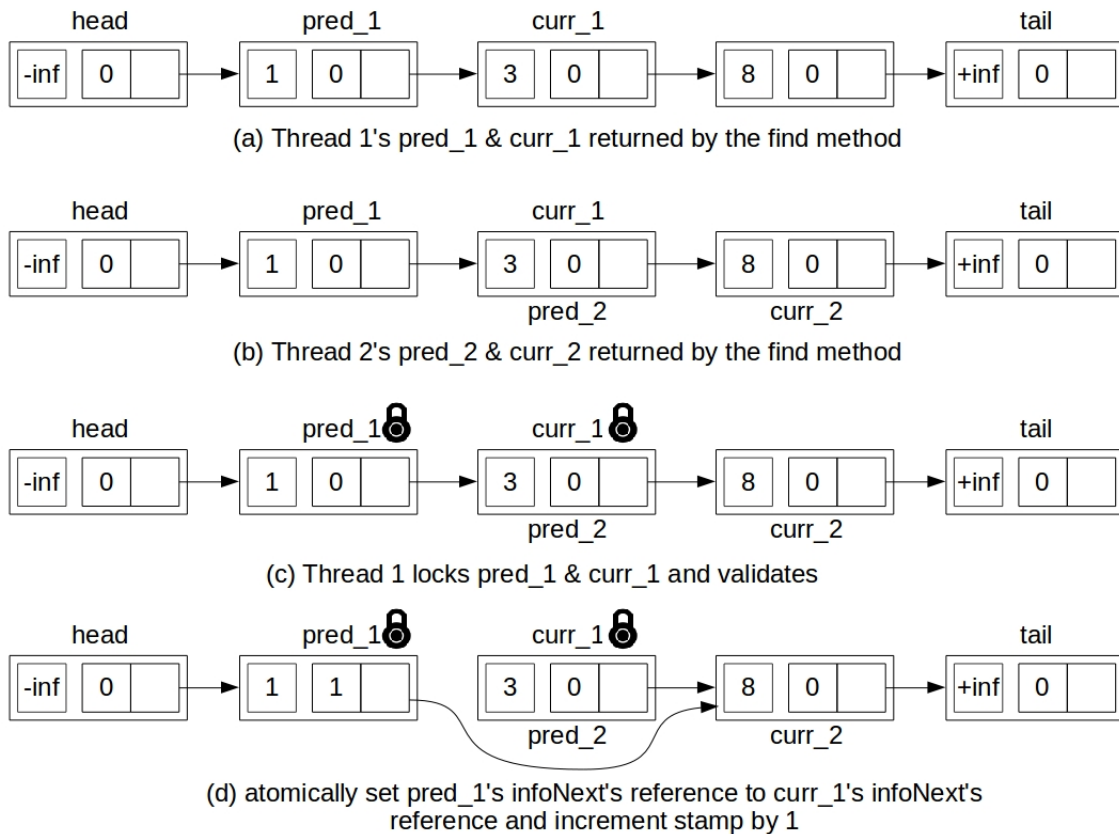 head pred_1 curr_1 tail
-inf 0 1 0 3 0 8 0 +inf 0
(a) Thread 1's pred_1 & curr_1 returned by the find method
head pred_1 curr_1 tail
-inf 0 1 0 3 0 8 0 +inf 0
pred_2 curr_2
(b) Thread 2's pred_2 & curr_2 returned by the find method
head pred_1 curr_1 tail
-inf 0 1 0 3 0 8 0 +inf 0
pred_2 curr_2
(c) Thread 1 locks pred_1 & curr_1 and validates
head pred_1 curr_1 tail
-inf 0 1 1 3 0 8 0 +inf 0
pred_2 curr_2
(d) atomically set pred_1's infoNext's reference to curr_1's infoNext's
reference and increment stamp by 1